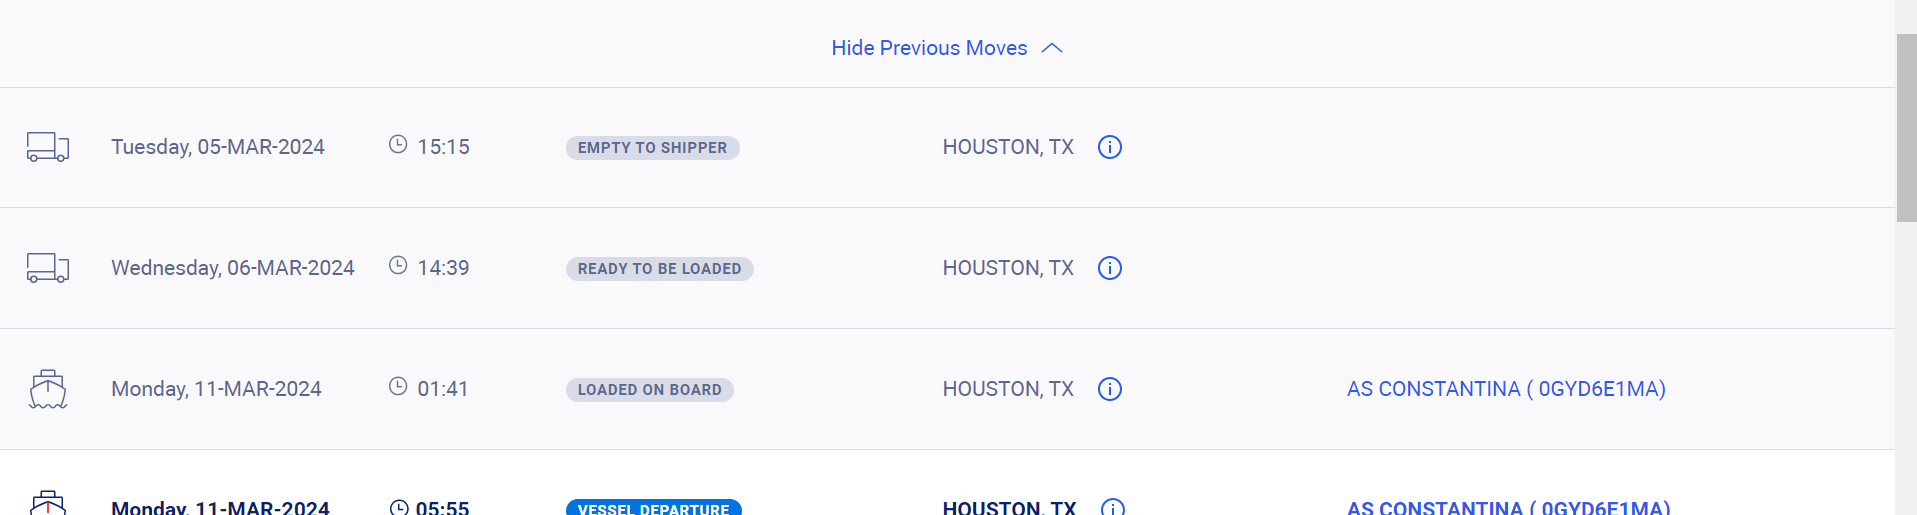 Hide Previous Moves
Tuesday, 05-MAR-2024 15:15 EMPTY TO SHIPPER HOUSTON, TX
Wednesday, 06-MAR-2024 14:39 READY TO BE LOADED HOUSTON, TX
Monday, 11-MAR-2024 01:41 LOADED ON BOARD HOUSTON, TX AS CONSTANTINA ( 0GYD6E1MA)
Monday, 11-MAR-2024 05:55 VESSEL DEPARTURE HOUSTON, TX AS CONSTANTINA ( 0GYD6E1MA)